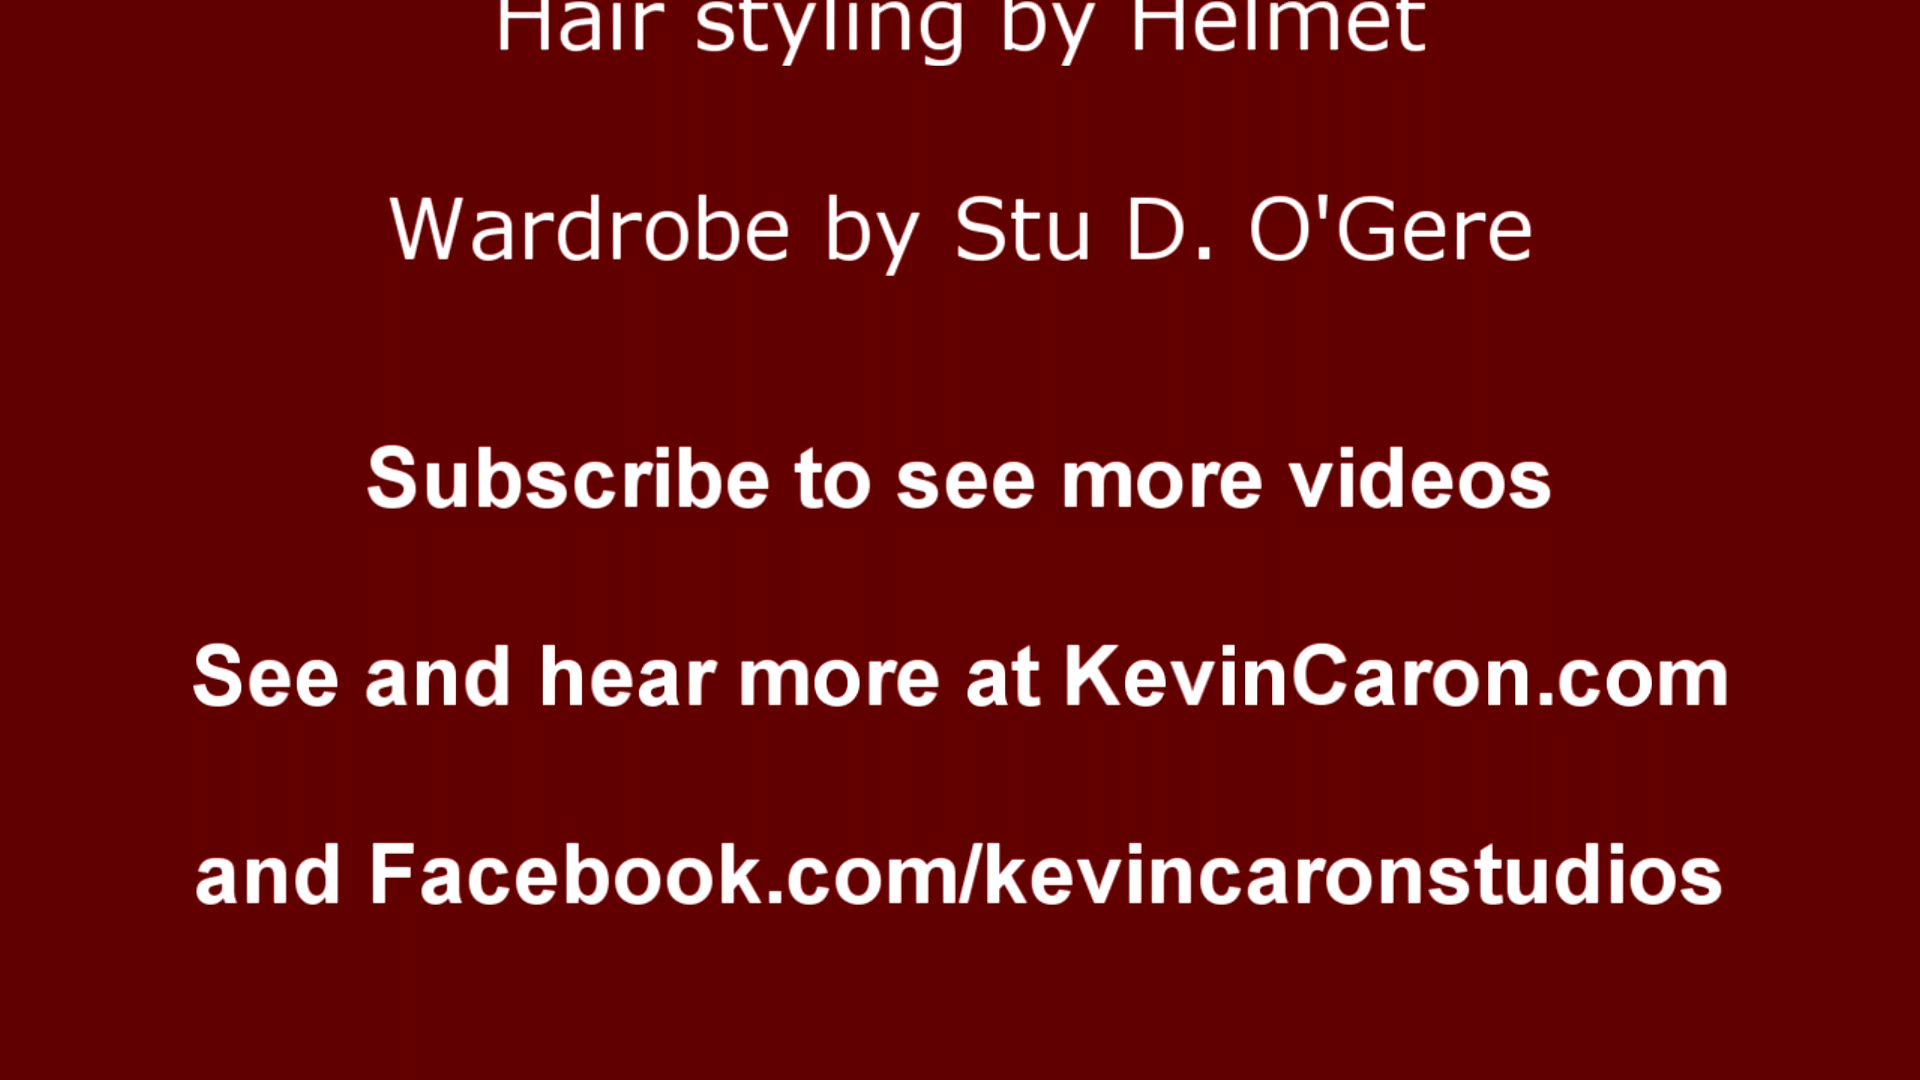 Hair styling by Helmet
Wardrobe by Stu D. O'Gere
Subscribe to see more videos
See and hear more at KevinCaron.com
and Facebook.com/kevincaronstudios